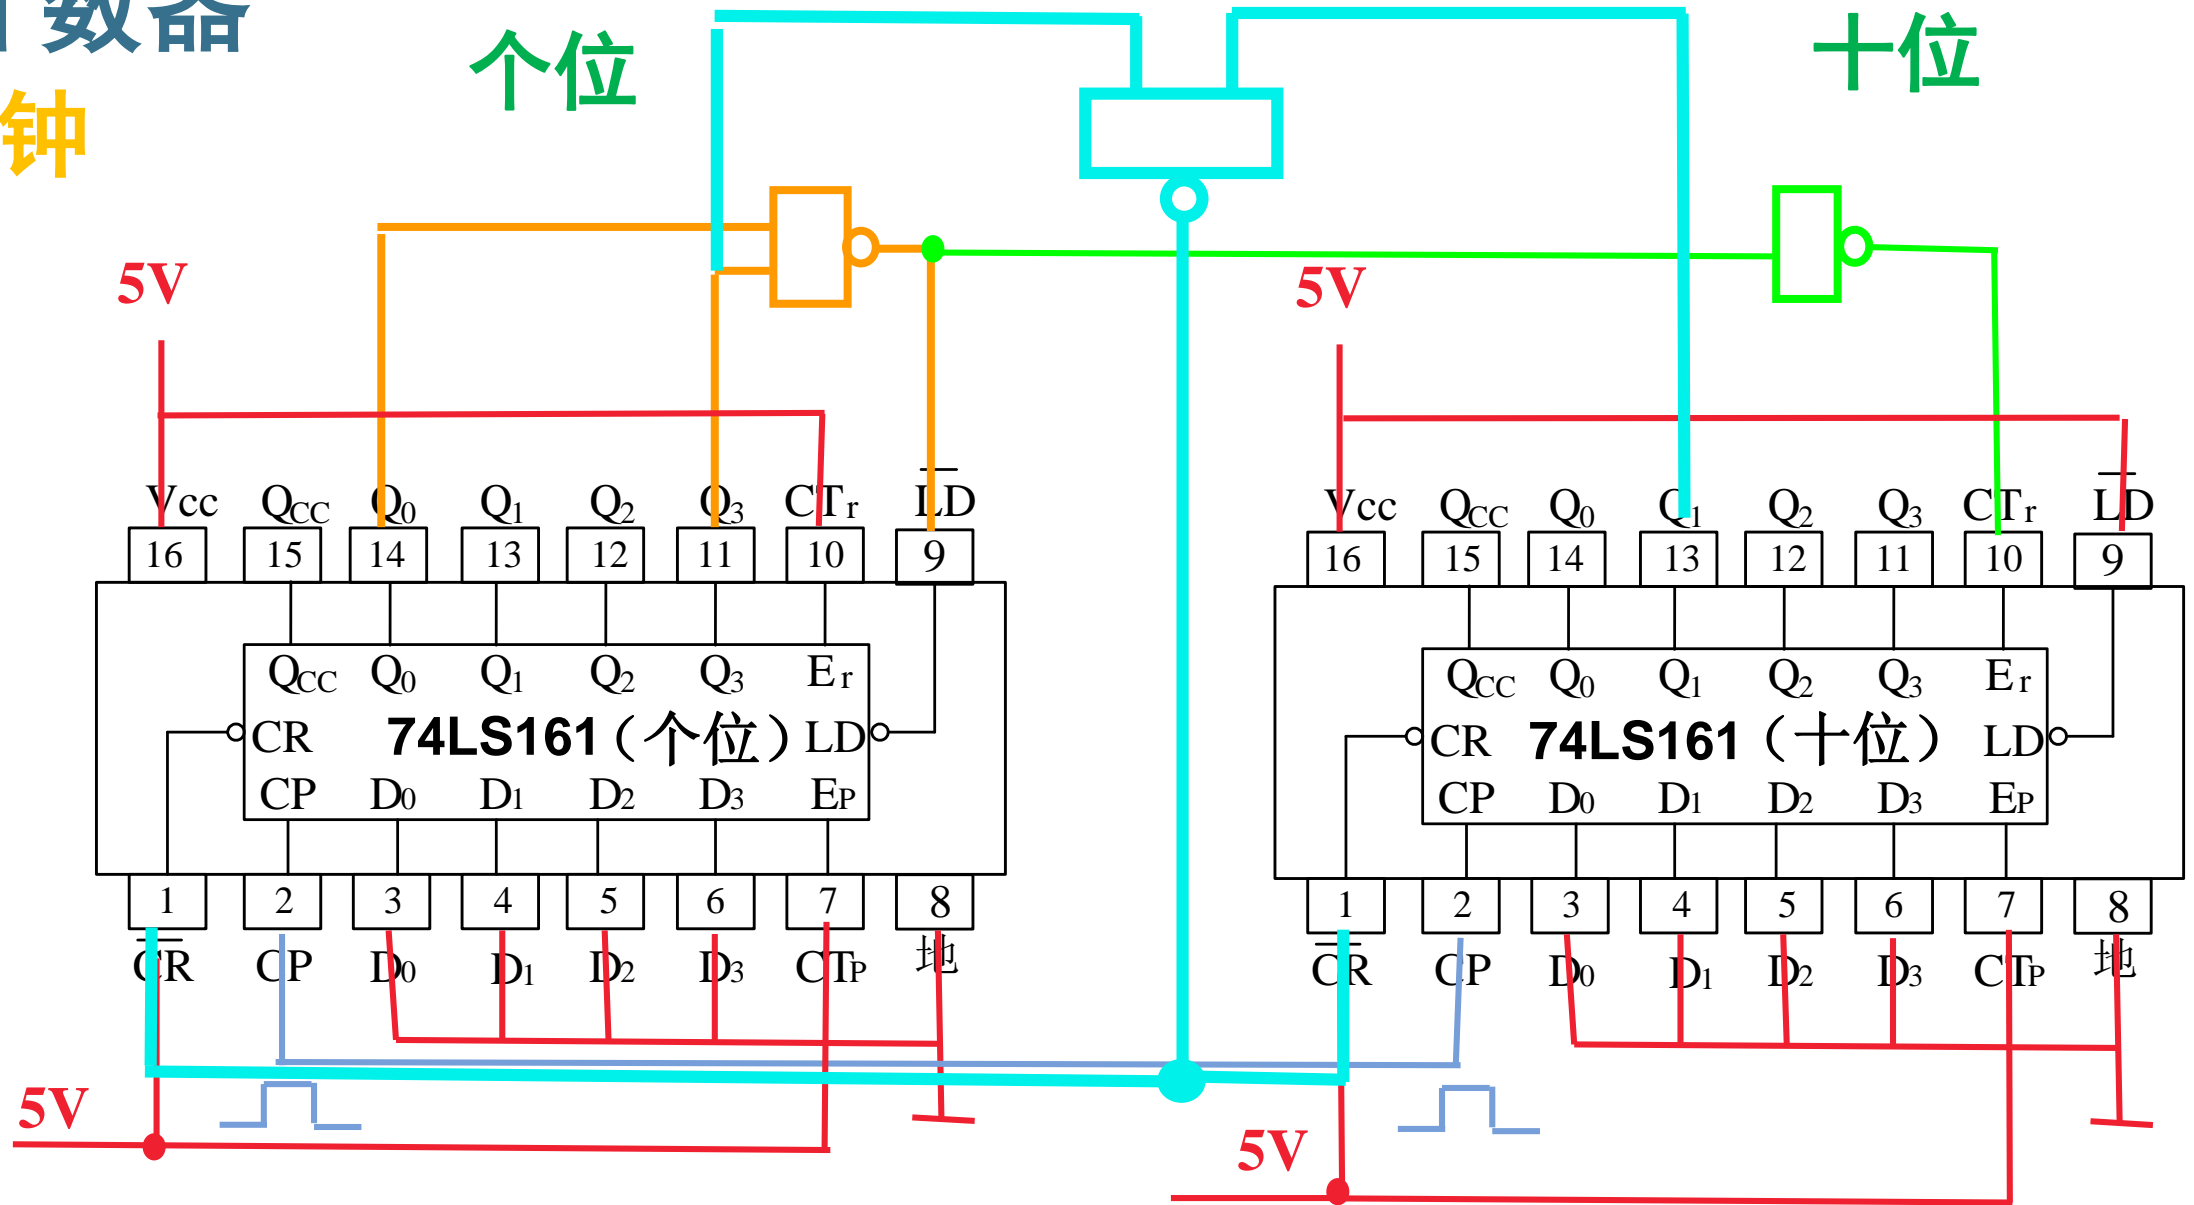 数器
钟
个位
十位
5V
5V
Vcc QCC Q0 Q1 Q2 Q3 CTr LD
16 15 14 13 12 11 10 9
QCC Q0 Q1 Q2 Q3 Er
CR 74LS161(个位) LD
CP D0 D1 D2 D3 EP
1 2 3 4 5 6 7 8
CR CP D0 D1 D2 D3 CTP 地
5V
Vcc QCC Q0 Q1 Q2 Q3 CTr LD
16 15 14 13 12 11 10 9
QCC Q0 Q1 Q2 Q3 Er
CR 74LS161(十位) LD
CP D0 D1 D2 D3 EP
1 2 3 4 5 6 7 8
CR CP D0 D1 D2 D3 CTP 地
5V